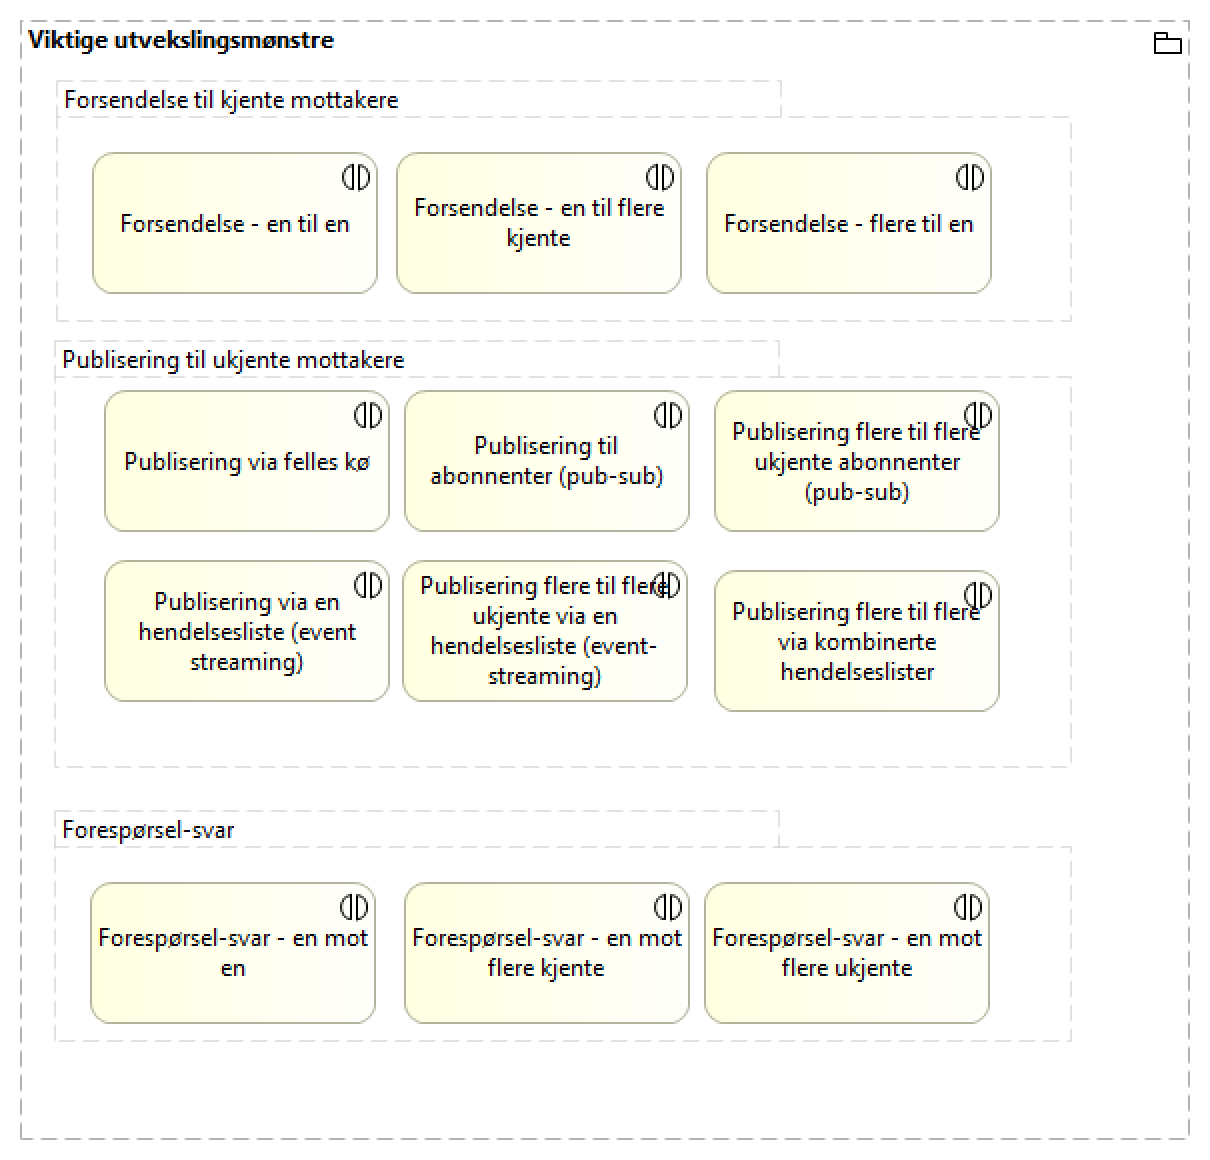 Viktige utvekslingsmønstre
Forsendelse til kjente mottakere
Forsendelse - en til en
Forsendelse - en til flere
kjente
Forsendelse - flere til en
Publisering til ukjente mottakere
Publisering via felles kø
Publisering til
abonnenter (pub-sub)
Publisering flere til flere
ukjente abonnenter
(pub-sub)
Publisering via en
hendelsesliste (event
streaming)
Publisering flere til flere
ukjente via en
hendelsesliste (event-
streaming)
Publisering flere til flere
via kombinerte
hendelseslister
Forespørsel-svar
Forespørsel-svar - en mot
en
Forespørsel-svar - en mot
flere kjente
Forespørsel-svar - en mot
flere ukjente